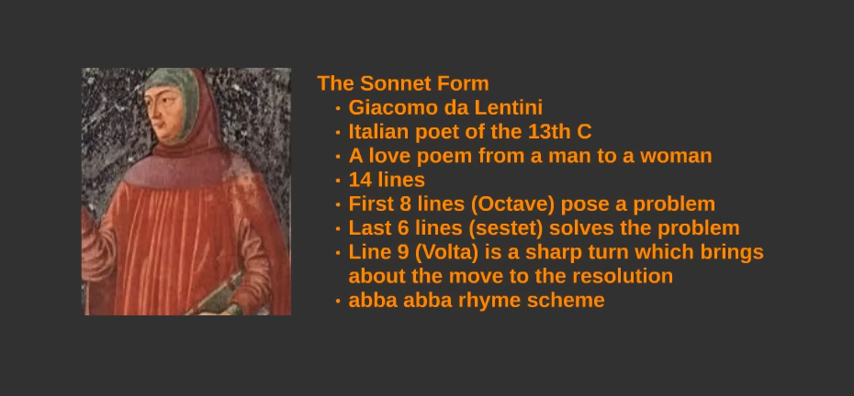 The Sonnet Form
• Giacomo da Lentini
• Italian poet of the 13th C
• A love poem from a man to a woman
• 14 lines
• First 8 lines (Octave) pose a problem
• Last 6 lines (sestet) solves the problem
• Line 9 (Volta) is a sharp turn which brings
about the move to the resolution
• abba abba rhyme scheme